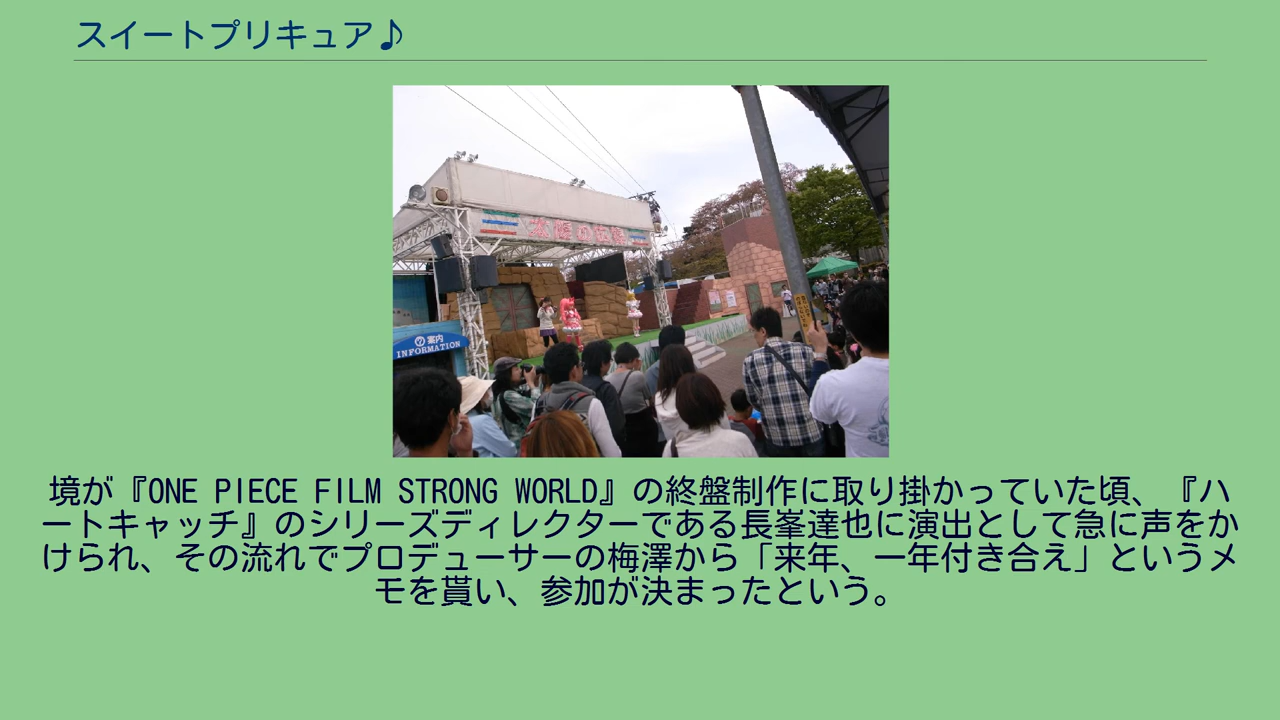 スイートプリキュア♪
案内
INFORMATION
境が『ONE PIECE FILM STRONG WORLD』の終盤制作に取り掛かっていた頃、『ハ
ートキャッチ』のシリーズディレクターである長峯達也に演出として急に声をか
けられ、その流れでプロデューサーの梅澤から「来年、一年付き合え」というメ
モを貰い、参加が決まったという。